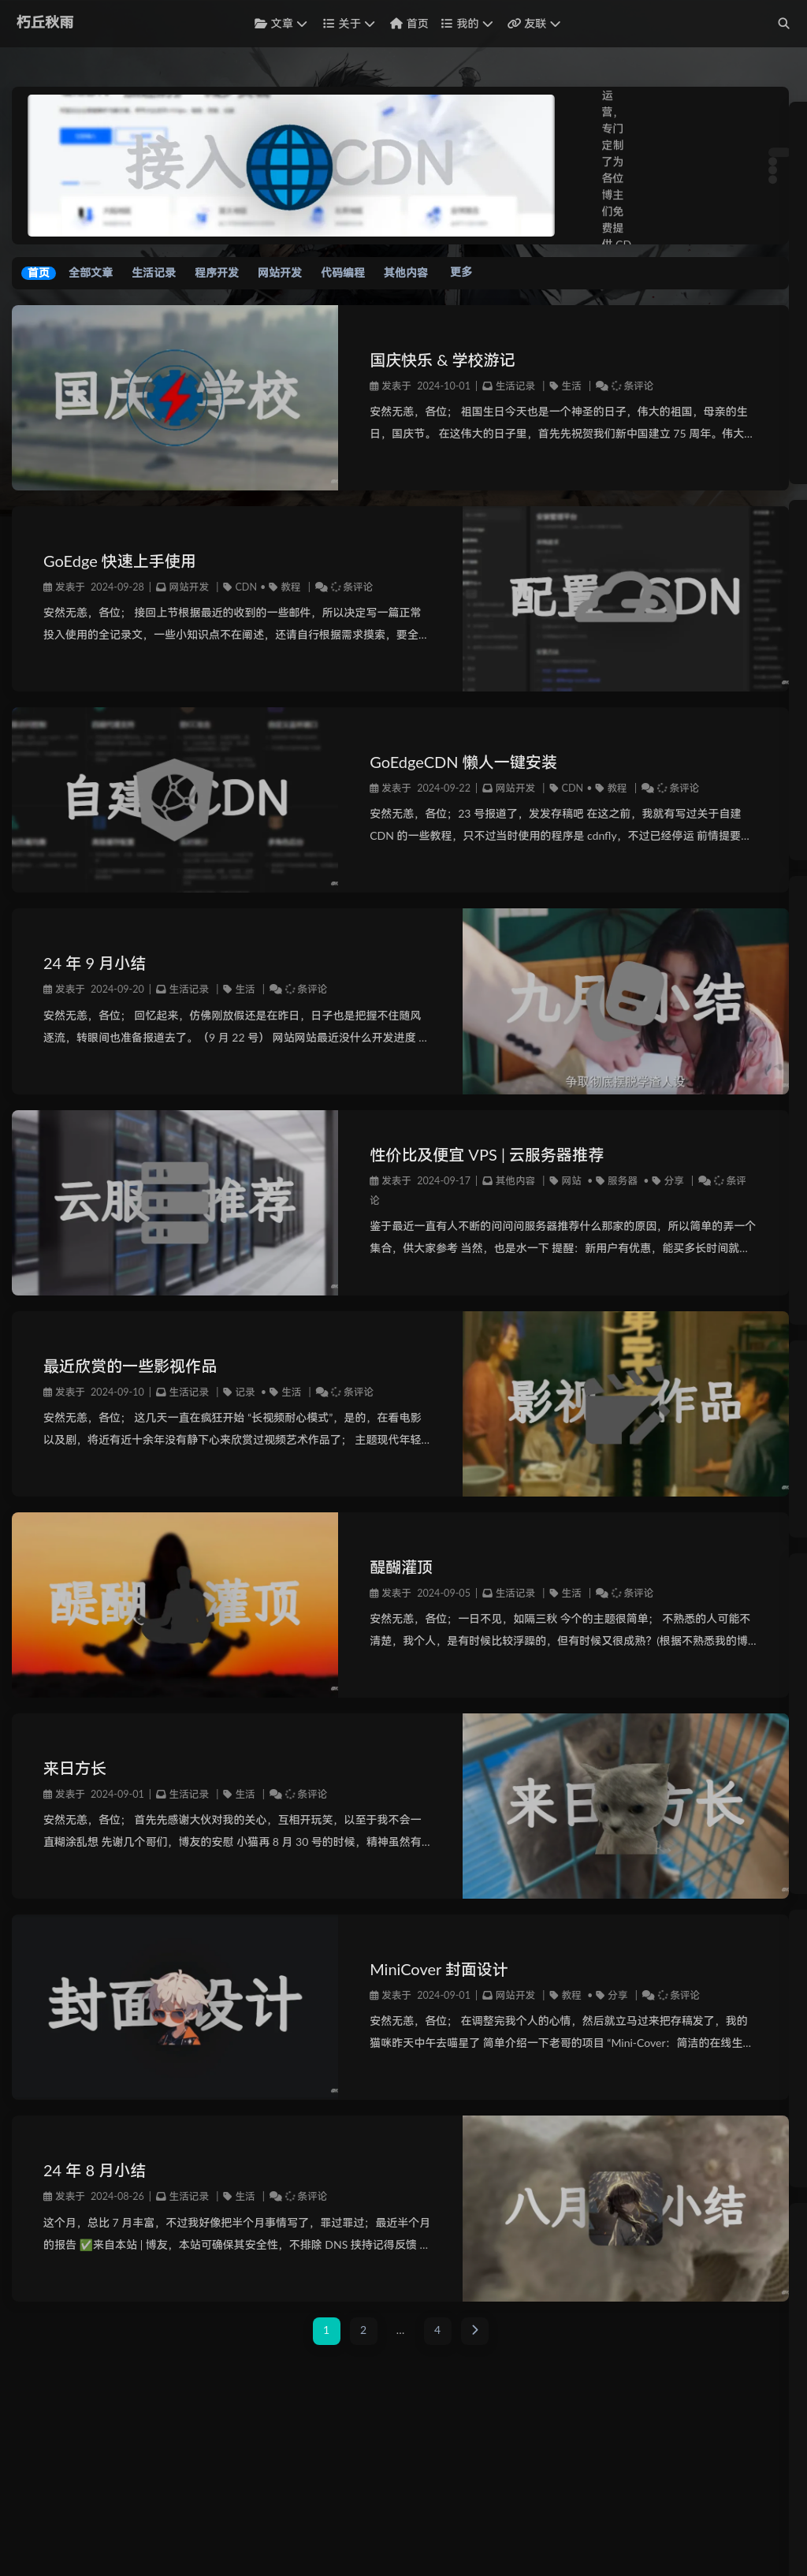 朽丘秋雨
文章
关于
首页
我的
友联
接入 CDN
运
营，
专门
定制
了为
各位
博主
们免
费提
供 CD
首页 全部文章 生活记录 程序开发 网站开发 代码编程 其他内容 更多
国庆 学校
国庆快乐 & 学校游记
发表于 2024-10-01 | 生活记录 | 生活 | 条评论
安然无恙，各位； 祖国生日今天也是一个神圣的日子，伟大的祖国，母亲的生
日，国庆节。 在这伟大的日子里，首先先祝贺我们新中国建立 75 周年。伟大...
GoEdge 快速上手使用
发表于 2024-09-28 | 网站开发 | CDN • 教程 | 条评论
安然无恙，各位； 接回上节根据最近的收到的一些邮件，所以决定写一篇正常
投入使用的全记录文，一些小知识点不在阐述，还请自行根据需求摸索，要全...
配置 CSDN
自建 CDN
GoEdgeCDN 懒人一键安装
发表于 2024-09-22 | 网站开发 | CDN • 教程 | 条评论
安然无恙，各位；23 号报道了，发发存稿吧 在这之前，我就有写过关于自建
CDN 的一些教程，只不过当时使用的程序是 cdnfly，不过已经停运 前情提要...
24 年 9 月小结
发表于 2024-09-20 | 生活记录 | 生活 | 条评论
安然无恙，各位； 回忆起来，仿佛刚放假还是在昨日，日子也是把握不住随风
逐流，转眼间也准备报道去了。（9 月 22 号） 网站网站最近没什么开发进度 ...
九月 小结
争取彻底摆脱学渣人设
云服 推荐
性价比及便宜 VPS | 云服务器推荐
发表于 2024-09-17 | 其他内容 | 网站 • 服务器 • 分享 | 条评
论
鉴于最近一直有人不断的问问问服务器推荐什么那家的原因，所以简单的弄一个
集合，供大家参考 当然，也是水一下 提醒：新用户有优惠，能买多长时间就...
最近欣赏的一些影视作品
发表于 2024-09-10 | 生活记录 | 记录 • 生活 | 条评论
安然无恙，各位； 这几天一直在疯狂开始 “长视频耐心模式”，是的，在看电影
以及剧，将近有近十余年没有静下心来欣赏过视频艺术作品了； 主题现代年轻...
影视 作品
醍醐 灌顶
醍醐灌顶
发表于 2024-09-05 | 生活记录 | 生活 | 条评论
安然无恙，各位；一日不见，如隔三秋 今个的主题很简单； 不熟悉的人可能不
清楚，我个人，是有时候比较浮躁的，但有时候又很成熟？(根据不熟悉我的博...
来日方长
发表于 2024-09-01 | 生活记录 | 生活 | 条评论
安然无恙，各位； 首先先感谢大伙对我的关心，互相开玩笑，以至于我不会一
直糊涂乱想 先谢几个哥们，博友的安慰 小猫再 8 月 30 号的时候，精神虽然有...
来日 方长
封面 设计
MiniCover 封面设计
发表于 2024-09-01 | 网站开发 | 教程 • 分享 | 条评论
安然无恙，各位； 在调整完我个人的心情，然后就立马过来把存稿发了，我的
猫咪昨天中午去喵星了 简单介绍一下老哥的项目 “Mini-Cover：简洁的在线生...
24 年 8 月小结
发表于 2024-08-26 | 生活记录 | 生活 | 条评论
这个月，总比 7 月丰富，不过我好像把半个月事情写了，罪过罪过；最近半个月
的报告 ✅来自本站 | 博友，本站可确保其安全性，不排除 DNS 挟持记得反馈 ...
八月 小结
1 2 ... 4